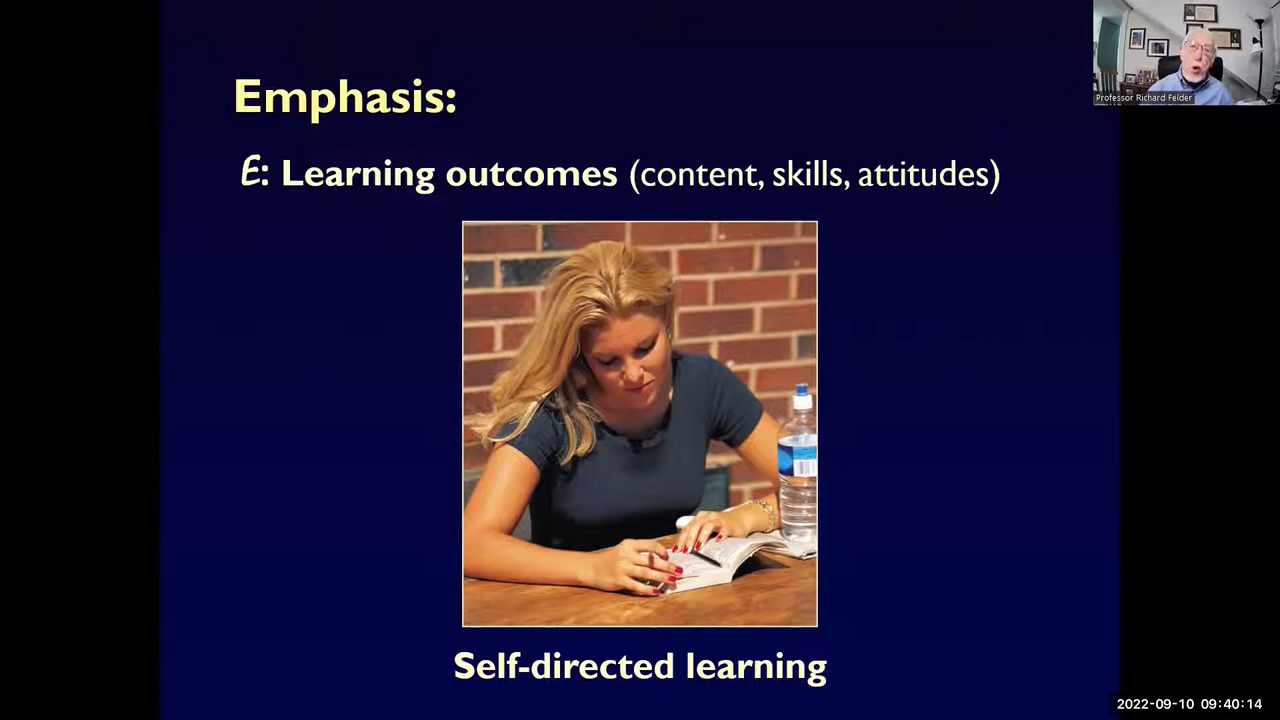 Emphasis:
E: Learning outcomes (content, skills, attitudes)
Self-directed learning
Professor Richard Felder
2022-09-10 09:40:14